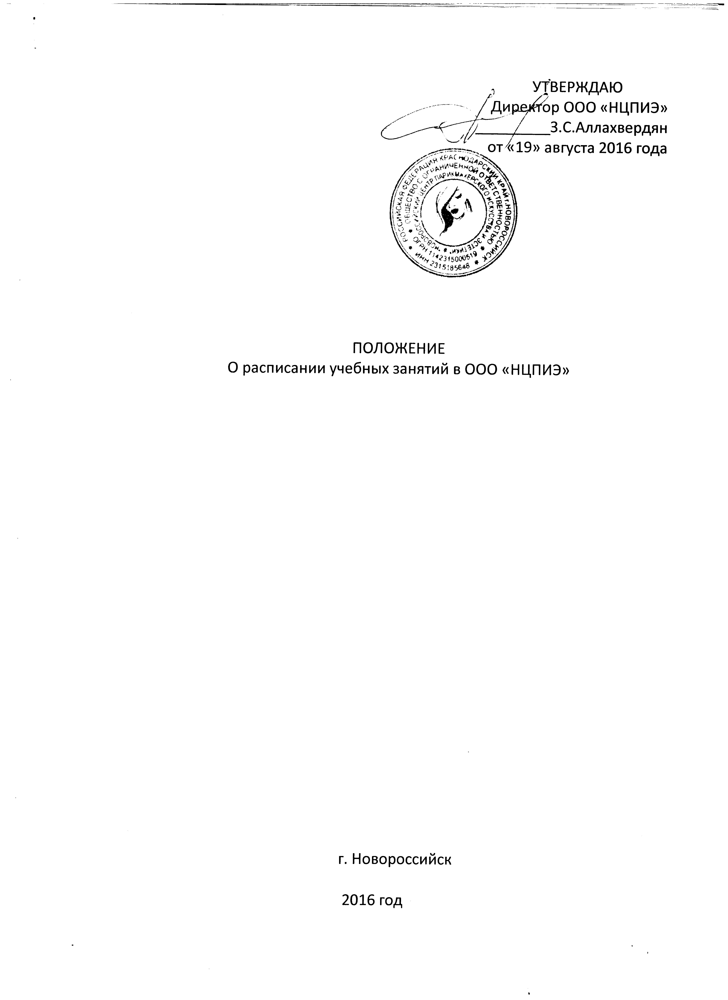 УТВЕРЖДАЮ
Директор ООО «НЦПИЭ»
__________З.С.Аллахвердян
от «19» августа 2016 года
РОССИЙСКАЯ ФЕДЕРАЦИЯ КРАСНОДАРСКИЙ КРАЙ г.НОВОРОССИЙСК
ИНН 2315185648
ОБЩЕСТВО С ОГРАНИЧЕННОЙ ОТВЕТСТВЕННОСТЬЮ
ОГРН 1142315000519
"НОВОРОССИЙСКИЙ ЦЕНТР ПАРИКМАХЕРСКОГО ИСКУССТВА И ЭСТЕТИКИ"
ПОЛОЖЕНИЕ
О расписании учебных занятий в ООО «НЦПИЭ»
г. Новороссийск
2016 год